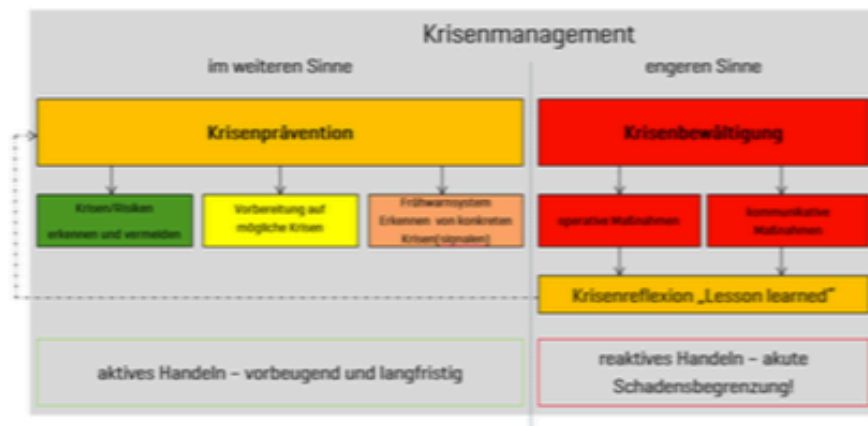 Krisenmanagement
im weiteren Sinne
engeren Sinne
Krisenprävention
Krisenbewältigung
Krisen/Risiken
erkennen und vermeiden
Vorbereitung auf
mögliche Krisen
Frühwarnsystem
Erkennen von konkreten
Krisen(signalen)
operative Maßnahmen
kommunikative
Maßnahmen
Krisenreflexion „Lesson learned“
aktives Handeln – vorbeugend und langfristig
reaktives Handeln – akute
Schadensbegrenzung!